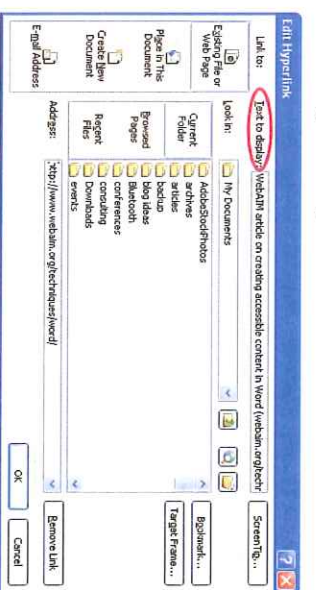 Edit Hyperlink
Link to:
Text to display: WebAIM article on creating accessible content in Word (webaim.org/techr
ScreenTip...
Existing File or
Web Page
Look in:
My Documents
Place in This
Document
Create New
Document
E-mail Address
Current
Folder
Browsed
Pages
Recent
Files
AdobeStockPhotos
archives
articles
backup
blog ideas
Bluetooth
conferences
consulting
Downloads
events
Bookmark...
Target Frame...
Address:
http://www.webaim.org/techniques/word/
Remove Link
OK
Cancel